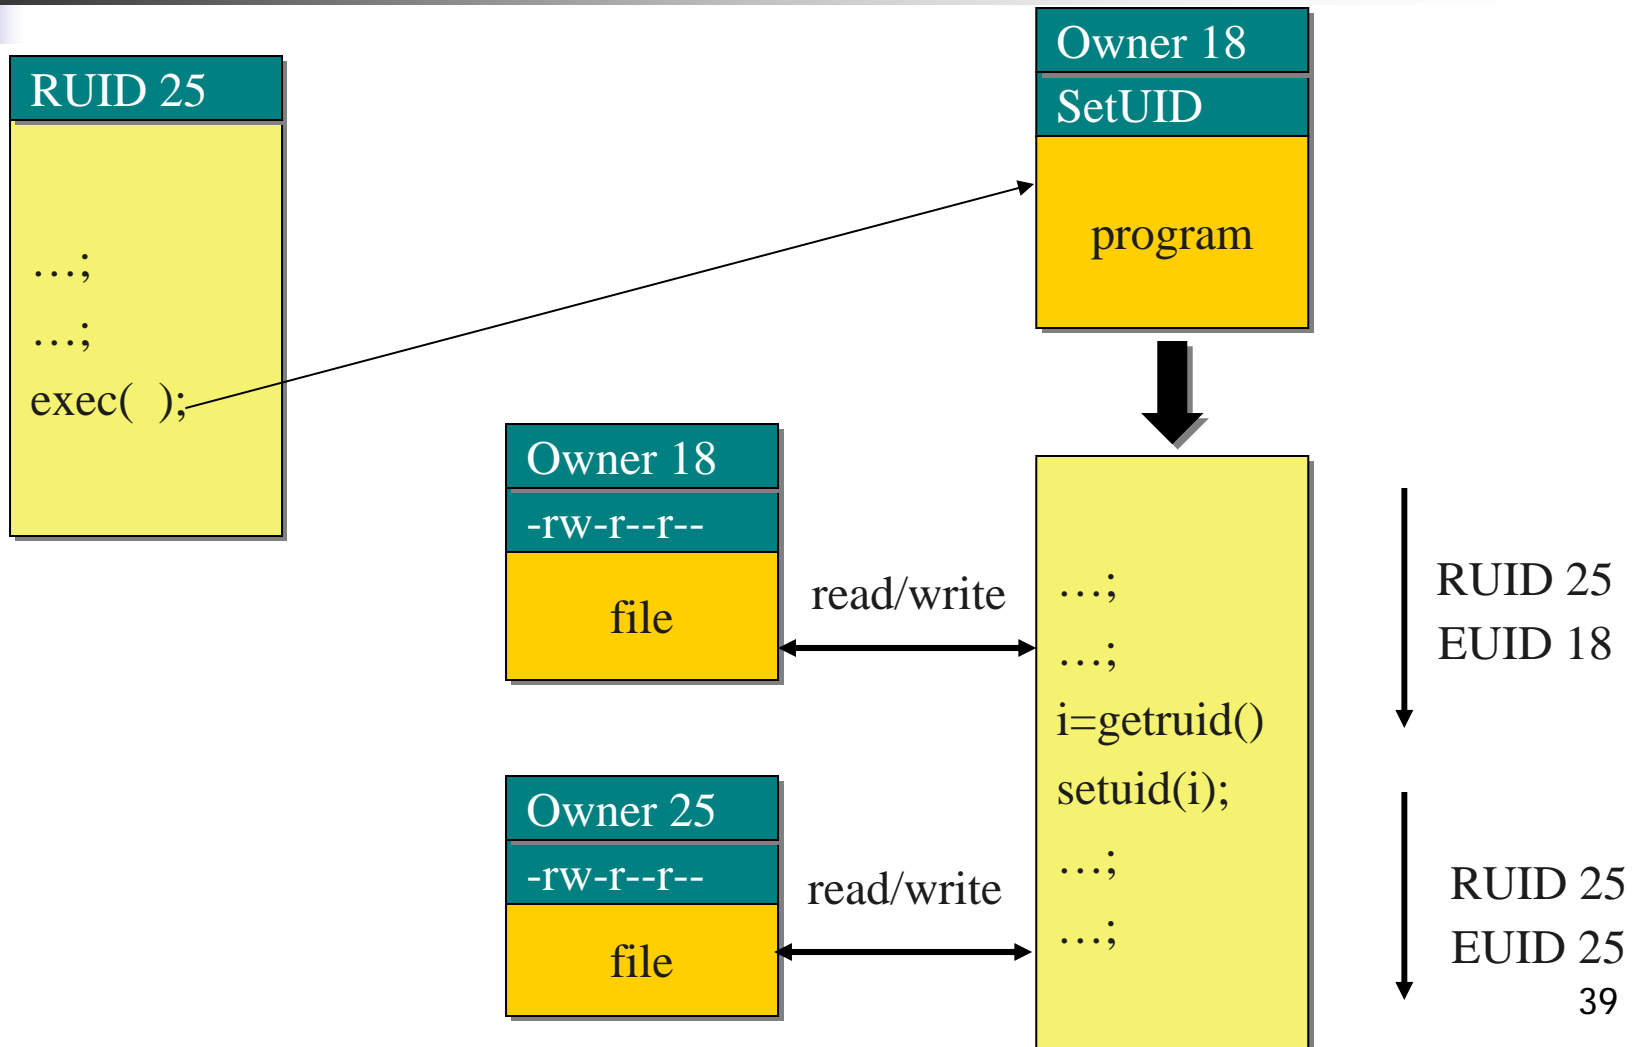 RUID 25
…;
…;
exec(  );
Owner 18
SetUID
program
Owner 18
-rw-r--r--
file
read/write
Owner 25
-rw-r--r--
file
read/write
…;
…;
i=getruid()
setuid(i);
…;
…;
RUID 25
EUID 18
RUID 25
EUID 25
39